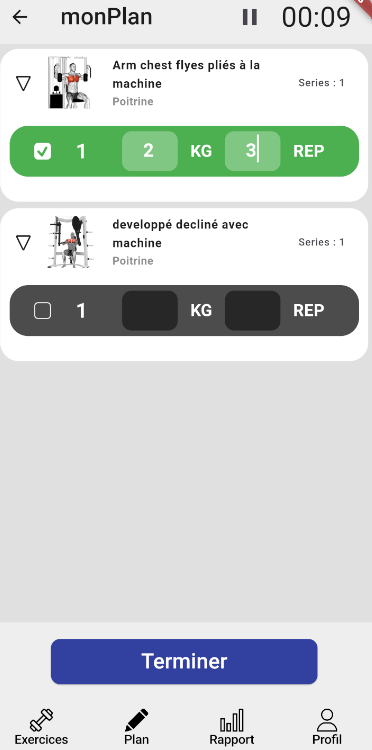 monPlan
00:09
Arm chest flyes pliés à la
machine
Series : 1
Poitrine
1 2 KG 3 REP
developpé decliné avec
machine
Series : 1
Poitrine
1 KG REP
Terminer
Exercices Plan Rapport Profil